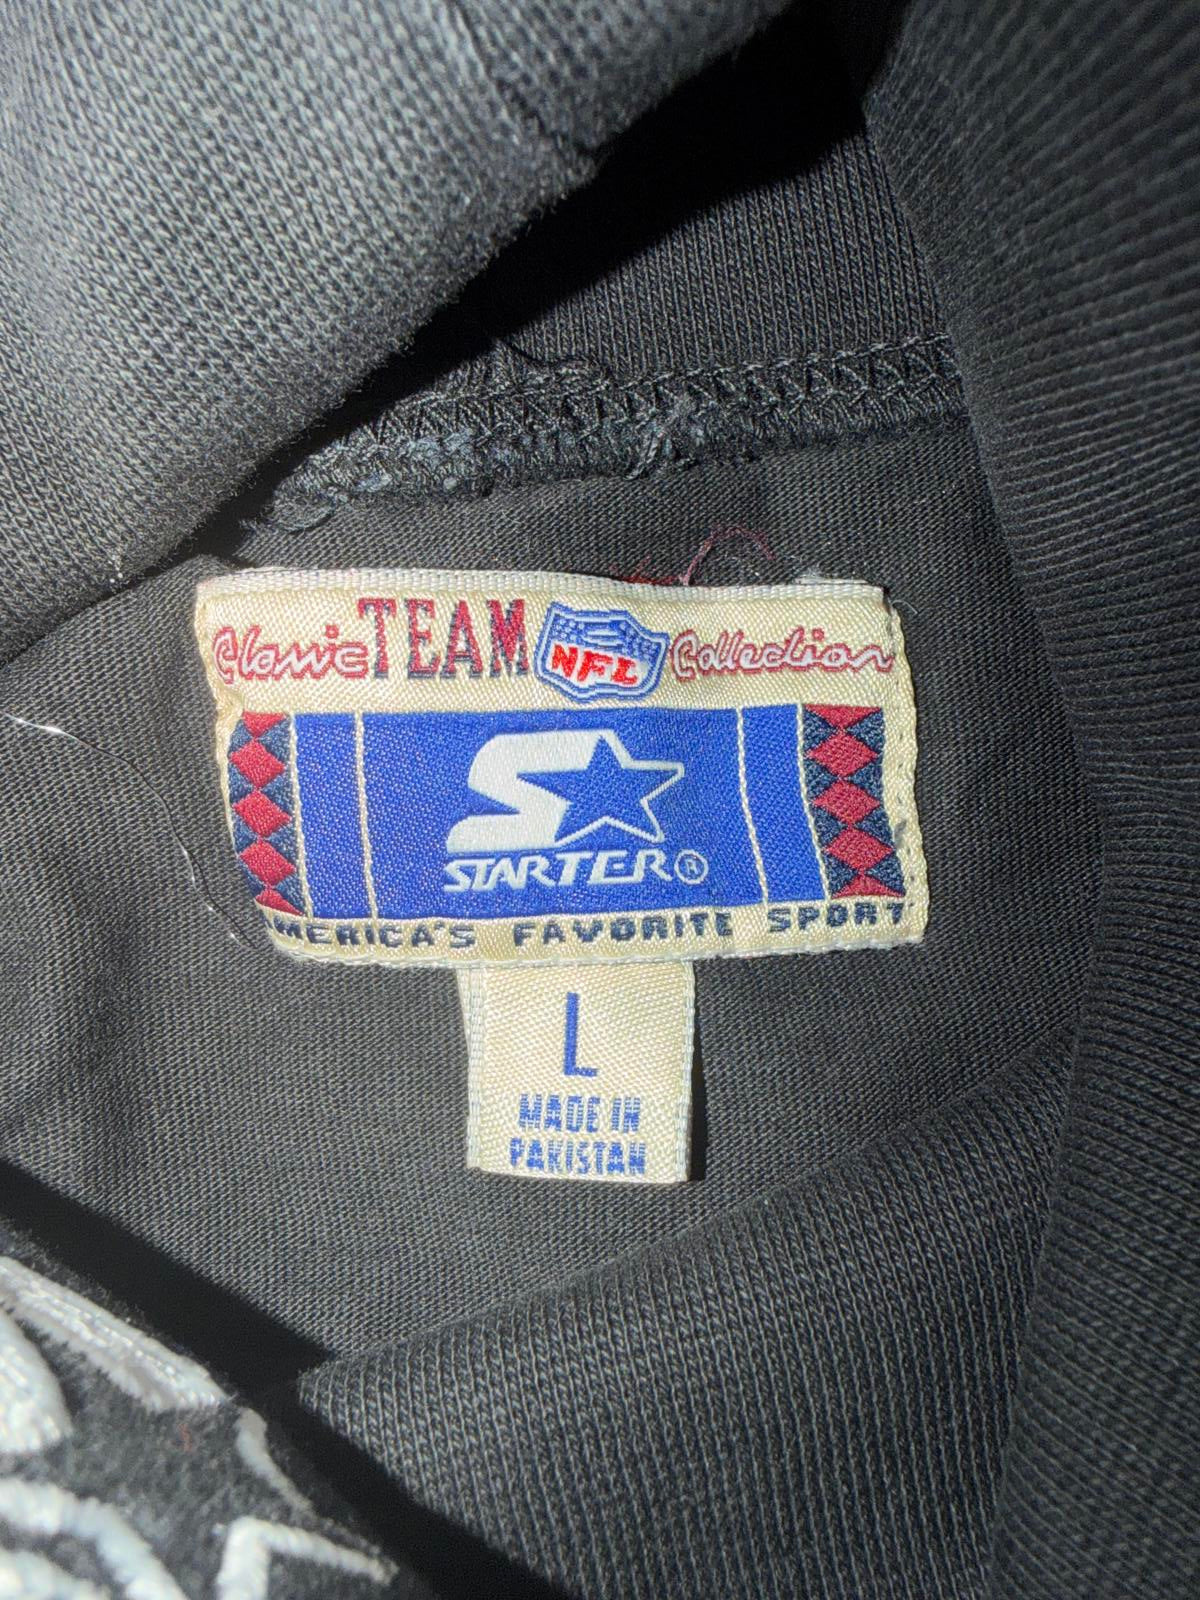 Classic TEAM NFL Collection
STARTER®
AMERICA'S FAVORITE SPORT
L
MADE IN
PAKISTAN